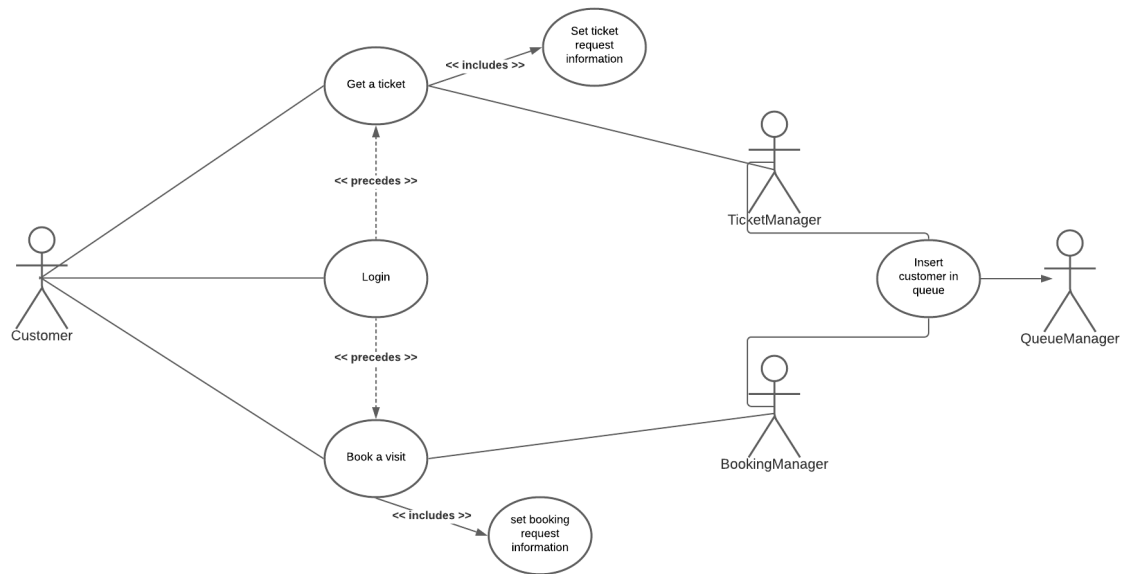 Set ticket
request
information
<< includes >>
Get a ticket
<< precedes >>
TicketManager
Login
Insert
customer in
queue
Customer
QueueManager
<< precedes >>
Book a visit
BookingManager
<< includes >>
set booking
request
information